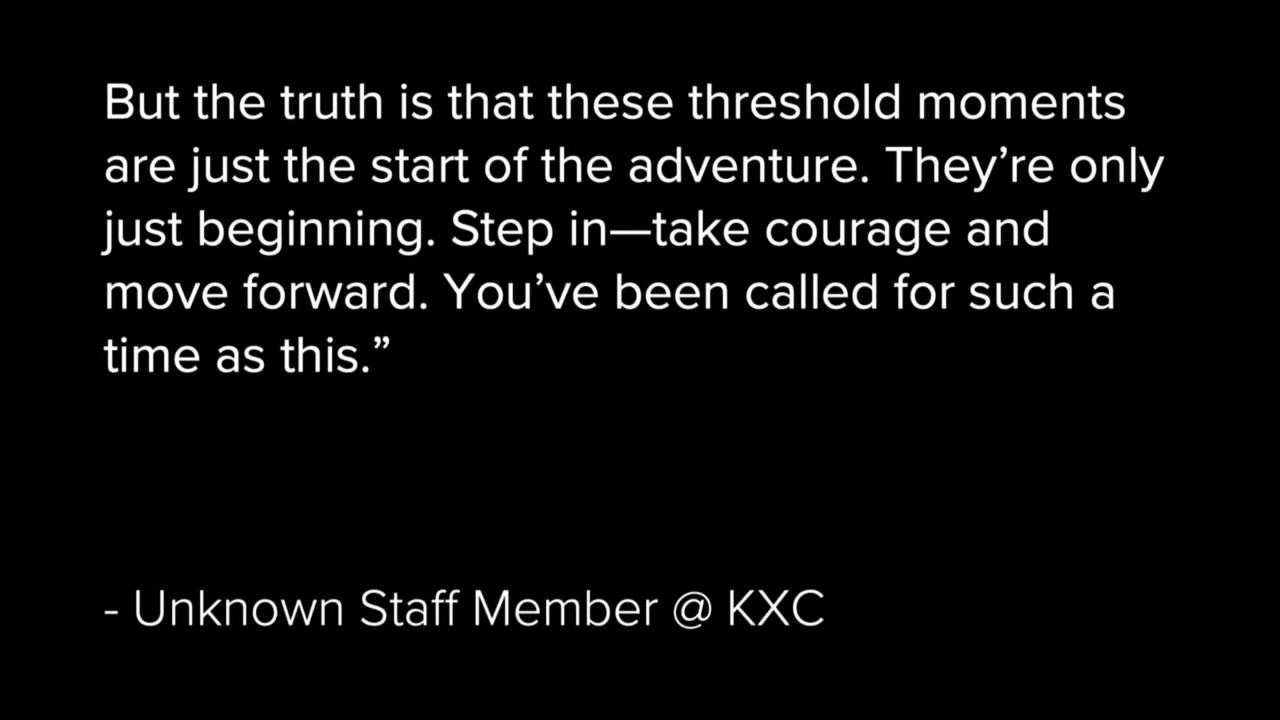 But the truth is that these threshold moments
are just the start of the adventure. They’re only
just beginning. Step in—take courage and
move forward. You’ve been called for such a
time as this.”
- Unknown Staff Member @ KXC